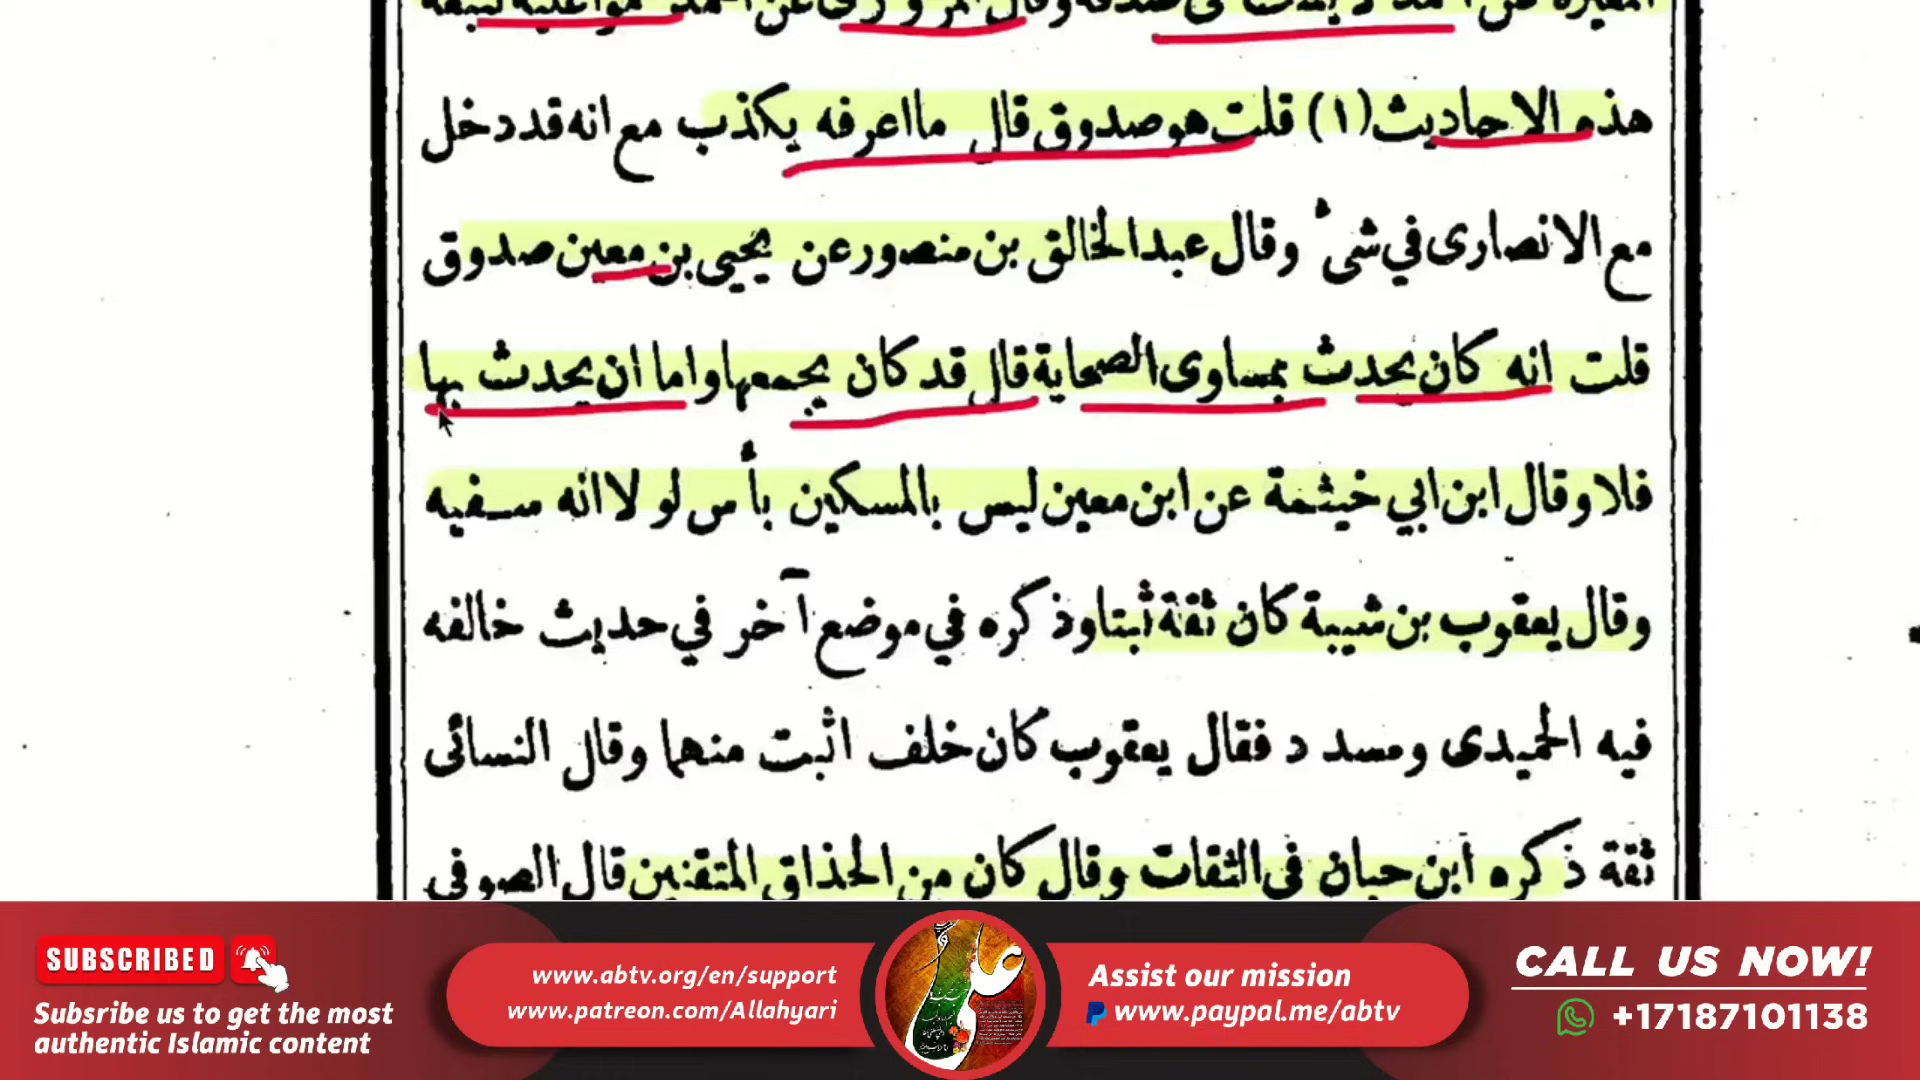 هذه الاحاديث (١) قلت هو صدوق قال ما اعرفه يكذب مع انه قد دخل
مع الانصارى في شىء وقال عبد الخالق بن منصور عن يحيى بن معين صدوق
قلت انه كان يحدث بمساوى الصحابة قال قد كان يجمعها واما ان يحدث بها
فلا وقال ابن ابي خيثمة عن ابن معين ليس بالمسكين بأس لو لا انه سفيه
وقال يعقوب بن شيبة كان ثقة ثبتا وذكره في موضع آخر في حديث خالفه
فيه الحميدى ومسدد فقال يعقوب كان خلف اثبت منهما وقال النسائى
ثقة ذكره ابن حبان فى الثقات وقال كان من الحذاق المتقنين قال الصوفى
SUBSCRIBED
Subsribe us to get the most
authentic Islamic content
www.abtv.org/en/support
www.patreon.com/Allahyari
Assist our mission
www.paypal.me/abtv
CALL US NOW!
+17187101138